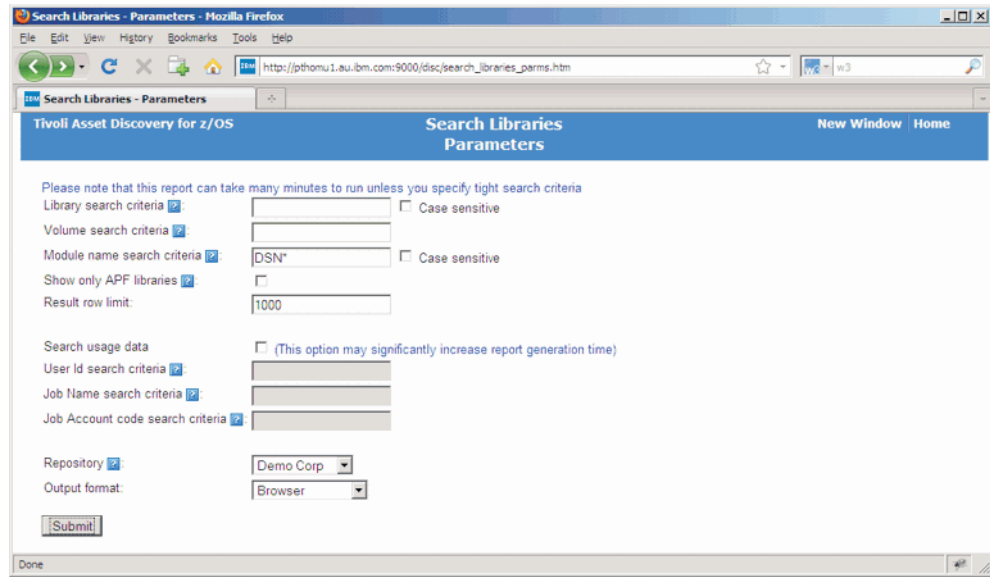 Search Libraries - Parameters - Mozilla Firefox
File Edit View History Bookmarks Tools Help
IBM http://pthomu1.au.ibm.com:9000/disc/search_libraries_parms.htm w3 w3
IBM Search Libraries - Parameters
Tivoli Asset Discovery for z/OS Search Libraries New Window Home
Parameters
Please note that this report can take many minutes to run unless you specify tight search criteria
Library search criteria ?: Case sensitive
Volume search criteria ?:
Module name search criteria ?: DSN* Case sensitive
Show only APF libraries ?:
Result row limit: 1000
Search usage data (This option may significantly increase report generation time)
User Id search criteria ?:
Job Name search criteria ?:
Job Account code search criteria ?:
Repository ?: Demo Corp
Output format: Browser
Submit
Done